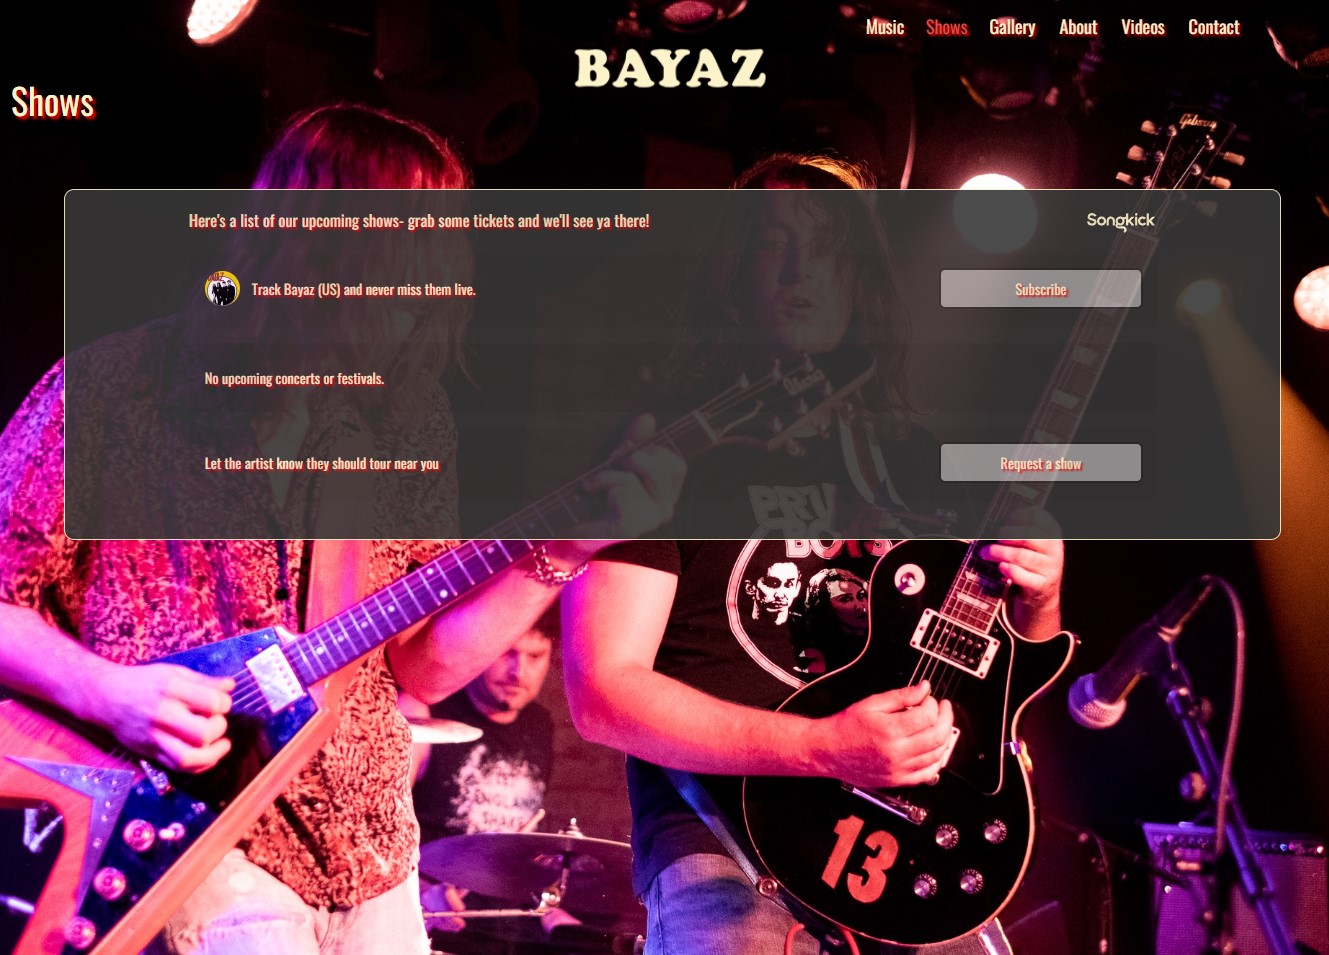 Music Shows Gallery About Videos Contact
BAYAZ
Shows
Here's a list of our upcoming shows- grab some tickets and we'll see ya there!
Songkick
Track Bayaz (US) and never miss them live.
Subscribe
No upcoming concerts or festivals.
Let the artist know they should tour near you
Request a show
Gibson
13